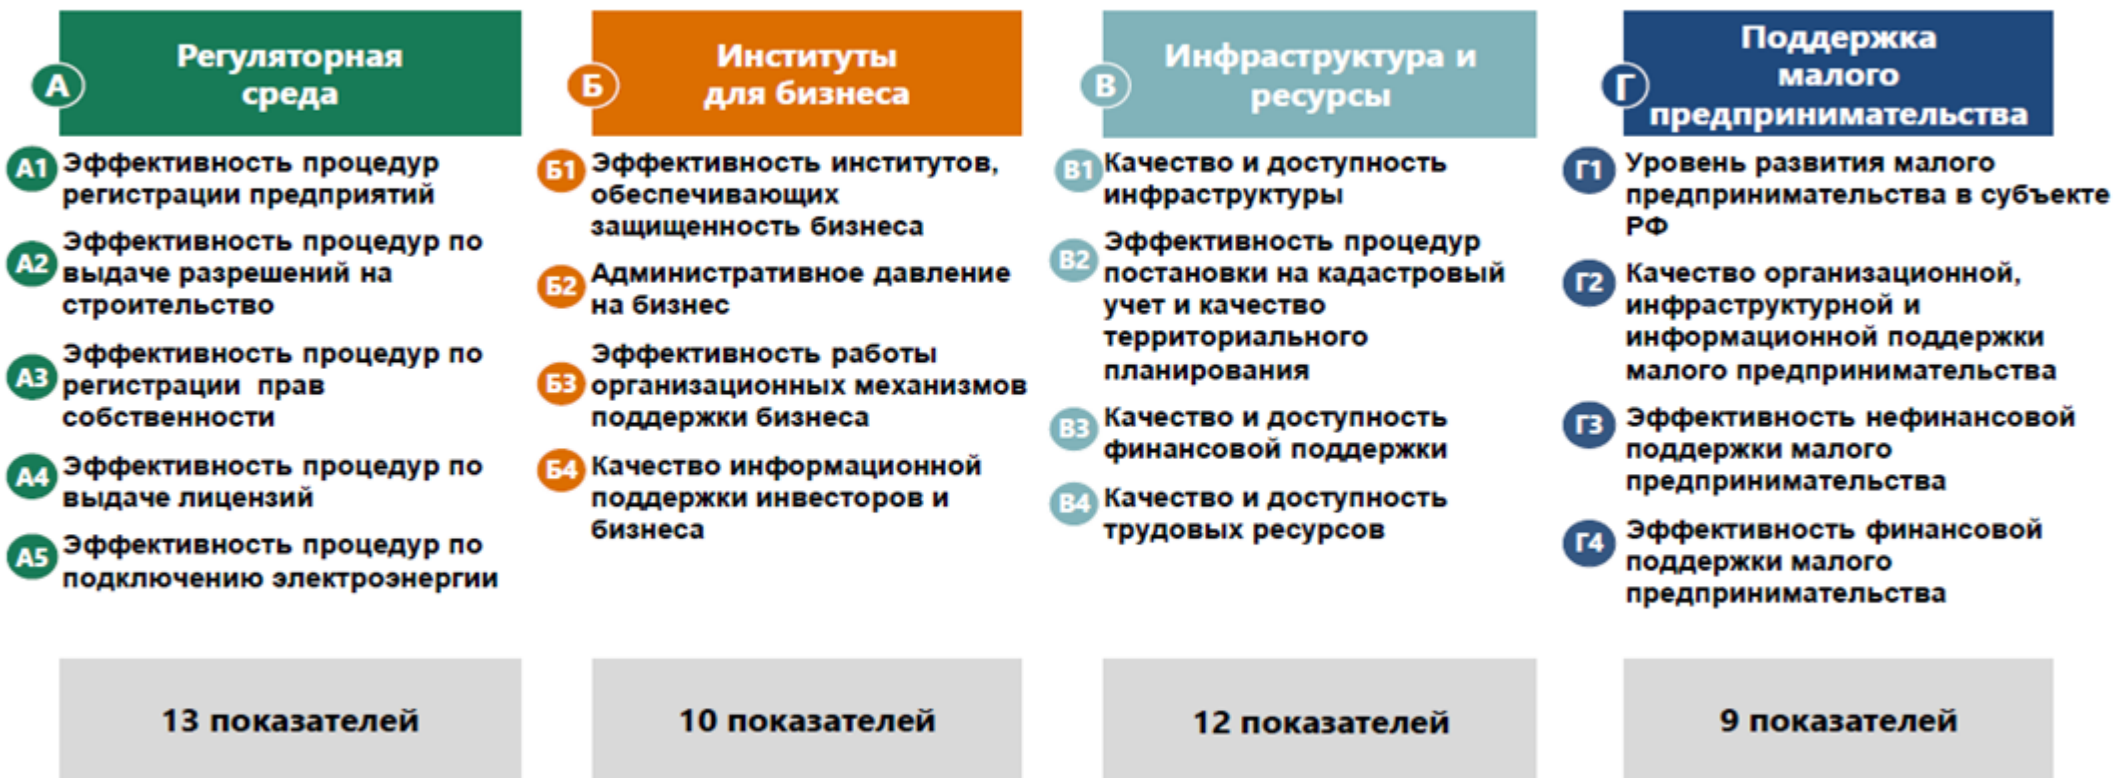 А
Регуляторная
среда
А1
Эффективность процедур
регистрации предприятий
А2
Эффективность процедур по
выдаче разрешений на
строительство
А3
Эффективность процедур по
регистрации прав
собственности
А4
Эффективность процедур по
выдаче лицензий
А5
Эффективность процедур по
подключению электроэнергии
13 показателей
Б
Институты
для бизнеса
Б1
Эффективность институтов,
обеспечивающих
защищенность бизнеса
Б2
Административное давление
на бизнес
Б3
Эффективность работы
организационных механизмов
поддержки бизнеса
Б4
Качество информационной
поддержки инвесторов и
бизнеса
10 показателей
В
Инфраструктура и
ресурсы
В1
Качество и доступность
инфраструктуры
В2
Эффективность процедур
постановки на кадастровый
учет и качество
территориального
планирования
В3
Качество и доступность
финансовой поддержки
В4
Качество и доступность
трудовых ресурсов
12 показателей
Г
Поддержка
малого
предпринимательства
Г1
Уровень развития малого
предпринимательства в субъекте
РФ
Г2
Качество организационной,
инфраструктурной и
информационной поддержки
малого предпринимательства
Г3
Эффективность нефинансовой
поддержки малого
предпринимательства
Г4
Эффективность финансовой
поддержки малого
предпринимательства
9 показателей